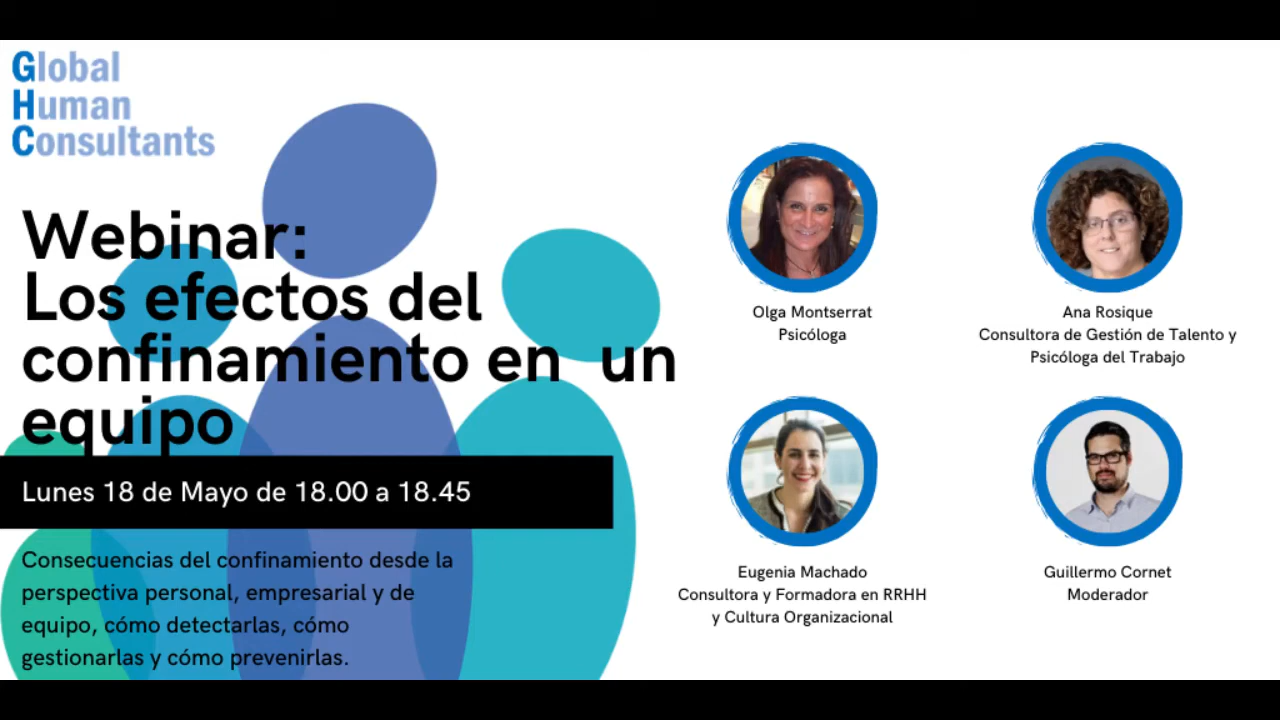 Global
Human
Consultants
Webinar:
Los efectos del
confinamiento en un
equipo
Lunes 18 de Mayo de 18.00 a 18.45
Consecuencias del confinamiento desde la
perspectiva personal, empresarial y de
equipo, cómo detectarlas, cómo
gestionarlas y cómo prevenirlas.
Olga Montserrat
Psicóloga
Ana Rosique
Consultora de Gestión de Talento y
Psicóloga del Trabajo
Eugenia Machado
Consultora y Formadora en RRHH
y Cultura Organizacional
Guillermo Cornet
Moderador